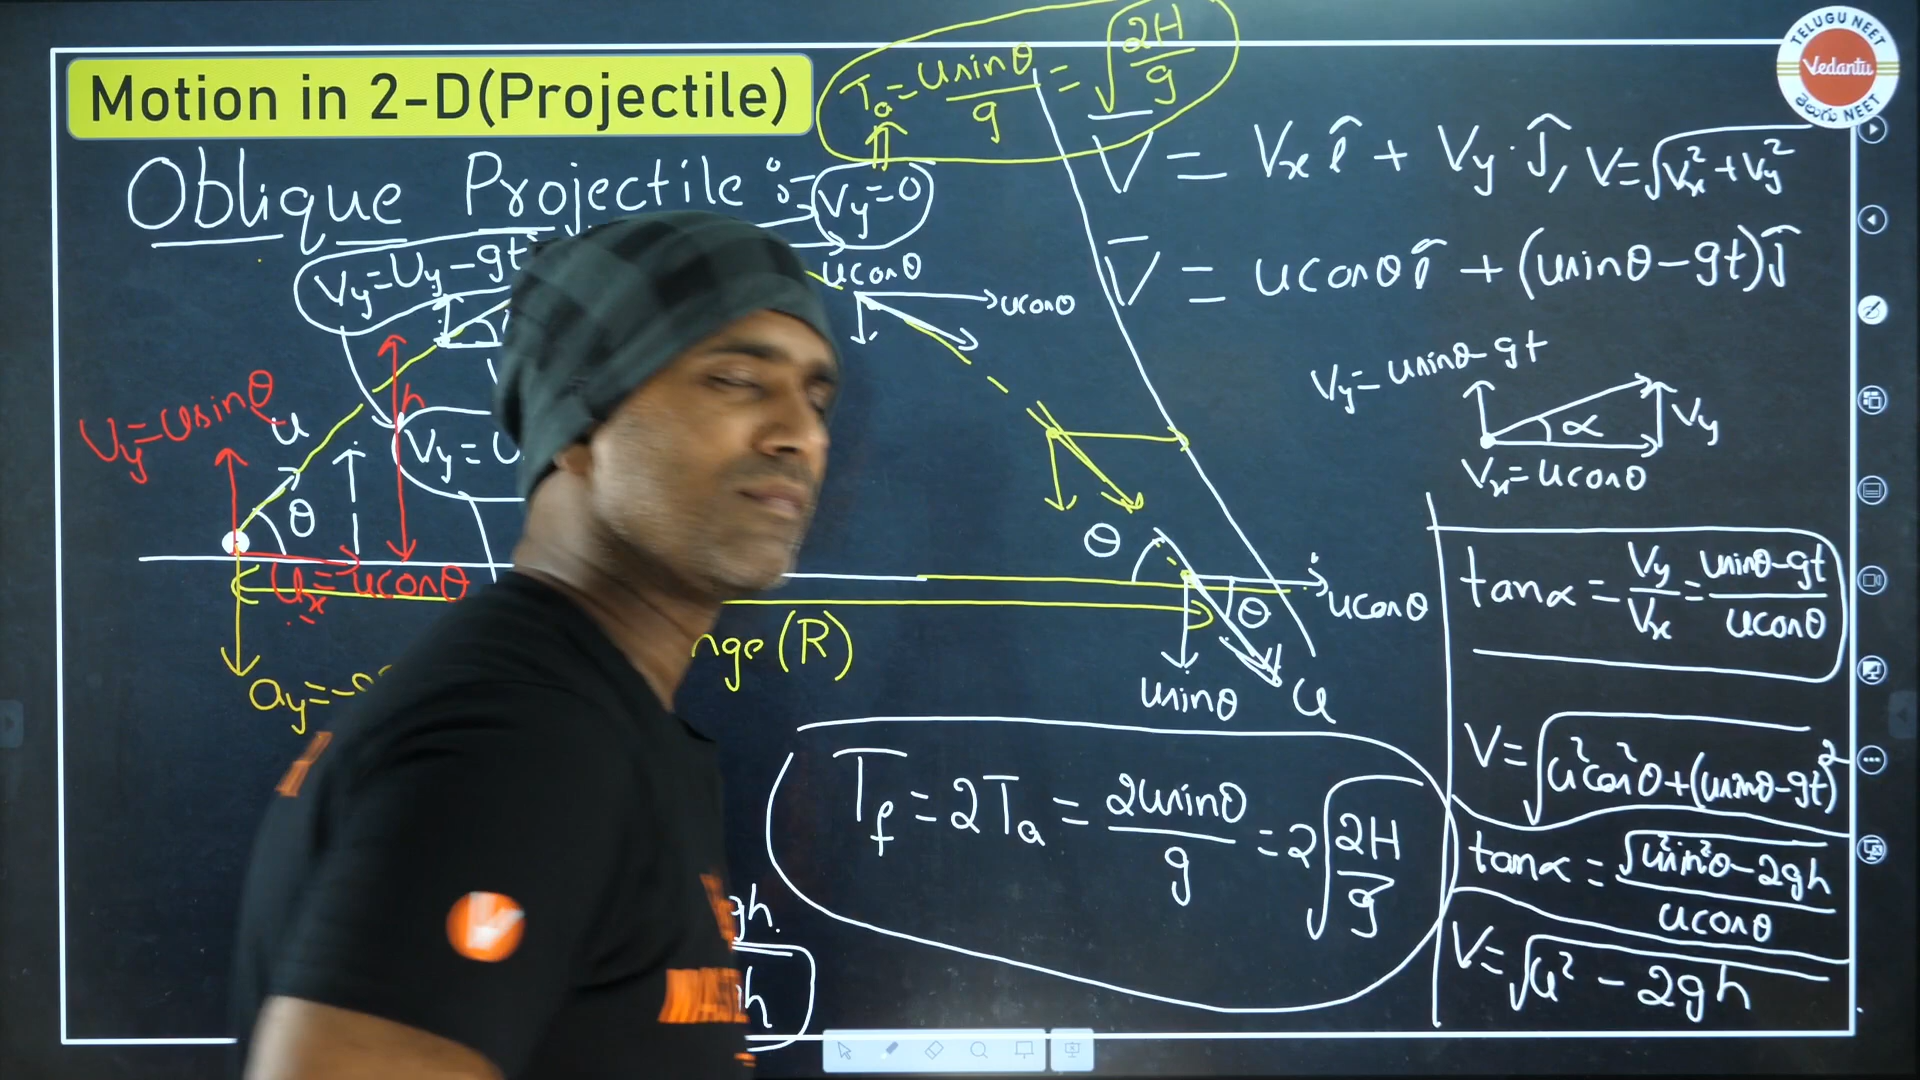 Motion in 2-D(Projectile)
Tₐ = usinθ/g = √(2H/g)
TELUGU NEET
Vedantu
తెలుగు NEET
Oblique Projectile :-
Vy=0
V̄ = Vx î + Vy ĵ, V=√(Vx²+Vy²)
Vy=Uy-gt
ucosθ
ucosθ
V̄ = ucosθ î + (usinθ-gt) ĵ
Vy=usinθ-gt
Vy=usinθ
u
h
θ
Vy=
α
Vy
Vx=ucosθ
θ
ux=ucosθ
θ
ucosθ
tanα = Vy/Vx = (usinθ-gt)/ucosθ
nge (R)
ay=-
usinθ
u
V=√(u²cos²θ+(usinθ-gt)²)
Tf = 2Ta = 2usinθ/g = 2√(2H/g)
tanα = √(u²sin²θ-2gh)/ucosθ
gh.
V=√(u²-2gh)
h